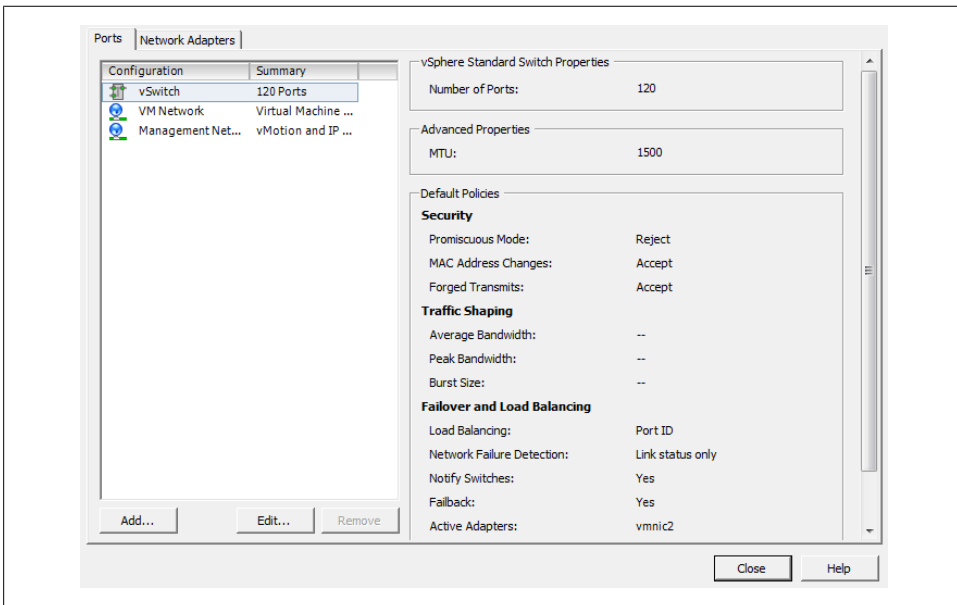 Ports Network Adapters
Configuration Summary
vSwitch 120 Ports
VM Network Virtual Machine ...
Management Net... vMotion and IP ...
Add... Edit... Remove
vSphere Standard Switch Properties
Number of Ports: 120
Advanced Properties
MTU: 1500
Default Policies
Security
Promiscuous Mode: Reject
MAC Address Changes: Accept
Forged Transmits: Accept
Traffic Shaping
Average Bandwidth: --
Peak Bandwidth: --
Burst Size: --
Failover and Load Balancing
Load Balancing: Port ID
Network Failure Detection: Link status only
Notify Switches: Yes
Failback: Yes
Active Adapters: vmnic2
Close Help